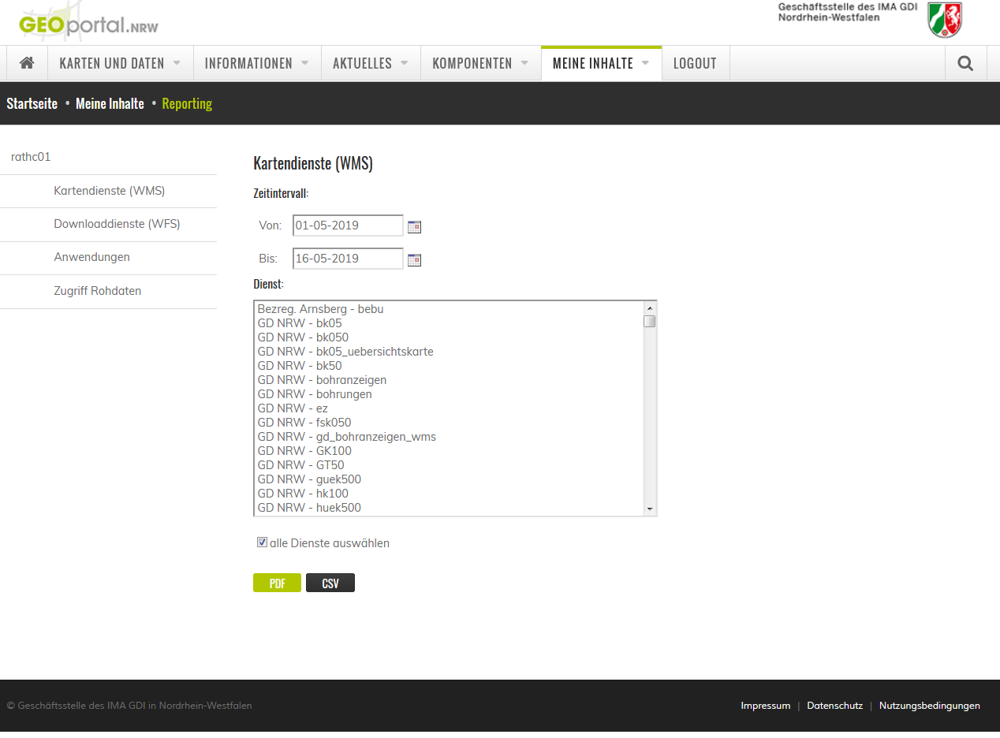 GEOportal.NRW
Geschäftsstelle des IMA GDI
Nordrhein-Westfalen
KARTEN UND DATEN INFORMATIONEN AKTUELLES KOMPONENTEN MEINE INHALTE LOGOUT
Startseite • Meine Inhalte • Reporting
rathc01
Kartendienste (WMS)
Downloaddienste (WFS)
Anwendungen
Zugriff Rohdaten
Kartendienste (WMS)
Zeitintervall:
Von: 01-05-2019
Bis: 16-05-2019
Dienst:
Bezreg. Arnsberg - bebu
GD NRW - bk05
GD NRW - bk050
GD NRW - bk05_uebersichtskarte
GD NRW - bk50
GD NRW - bohranzeigen
GD NRW - bohrungen
GD NRW - ez
GD NRW - fsk050
GD NRW - gd_bohranzeigen_wms
GD NRW - GK100
GD NRW - GT50
GD NRW - guek500
GD NRW - hk100
GD NRW - huek500
alle Dienste auswählen
PDF CSV
© Geschäftsstelle des IMA GDI in Nordrhein-Westfalen
Impressum | Datenschutz | Nutzungsbedingungen